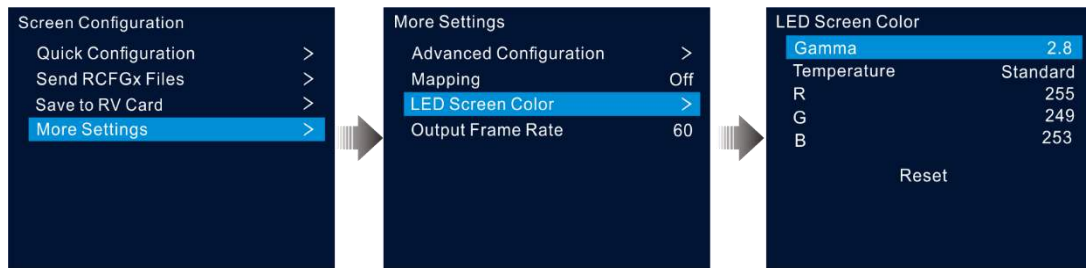 Screen Configuration
Quick Configuration >
Send RCFGx Files >
Save to RV Card >
More Settings >
More Settings
Advanced Configuration >
Mapping Off
LED Screen Color >
Output Frame Rate 60
LED Screen Color
Gamma 2.8
Temperature Standard
R 255
G 249
B 253
Reset